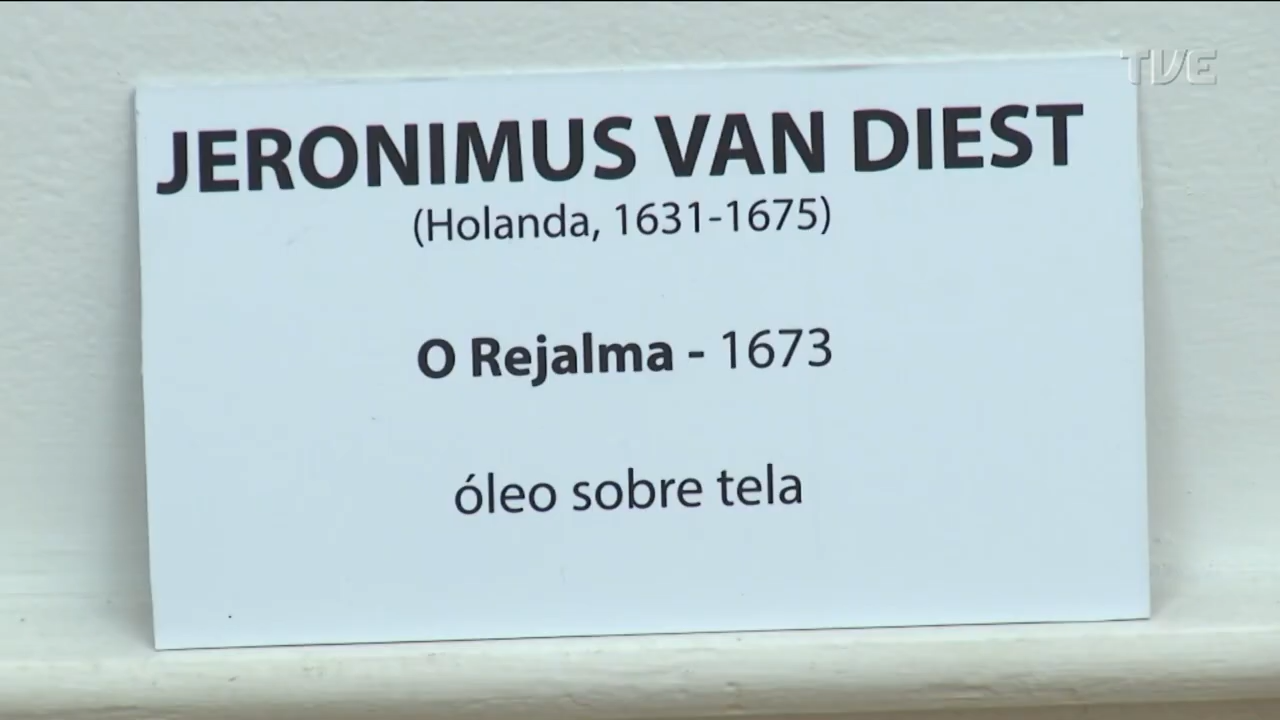 TVE
JERONIMUS VAN DIEST
(Holanda, 1631-1675)
O Rejalma - 1673
óleo sobre tela